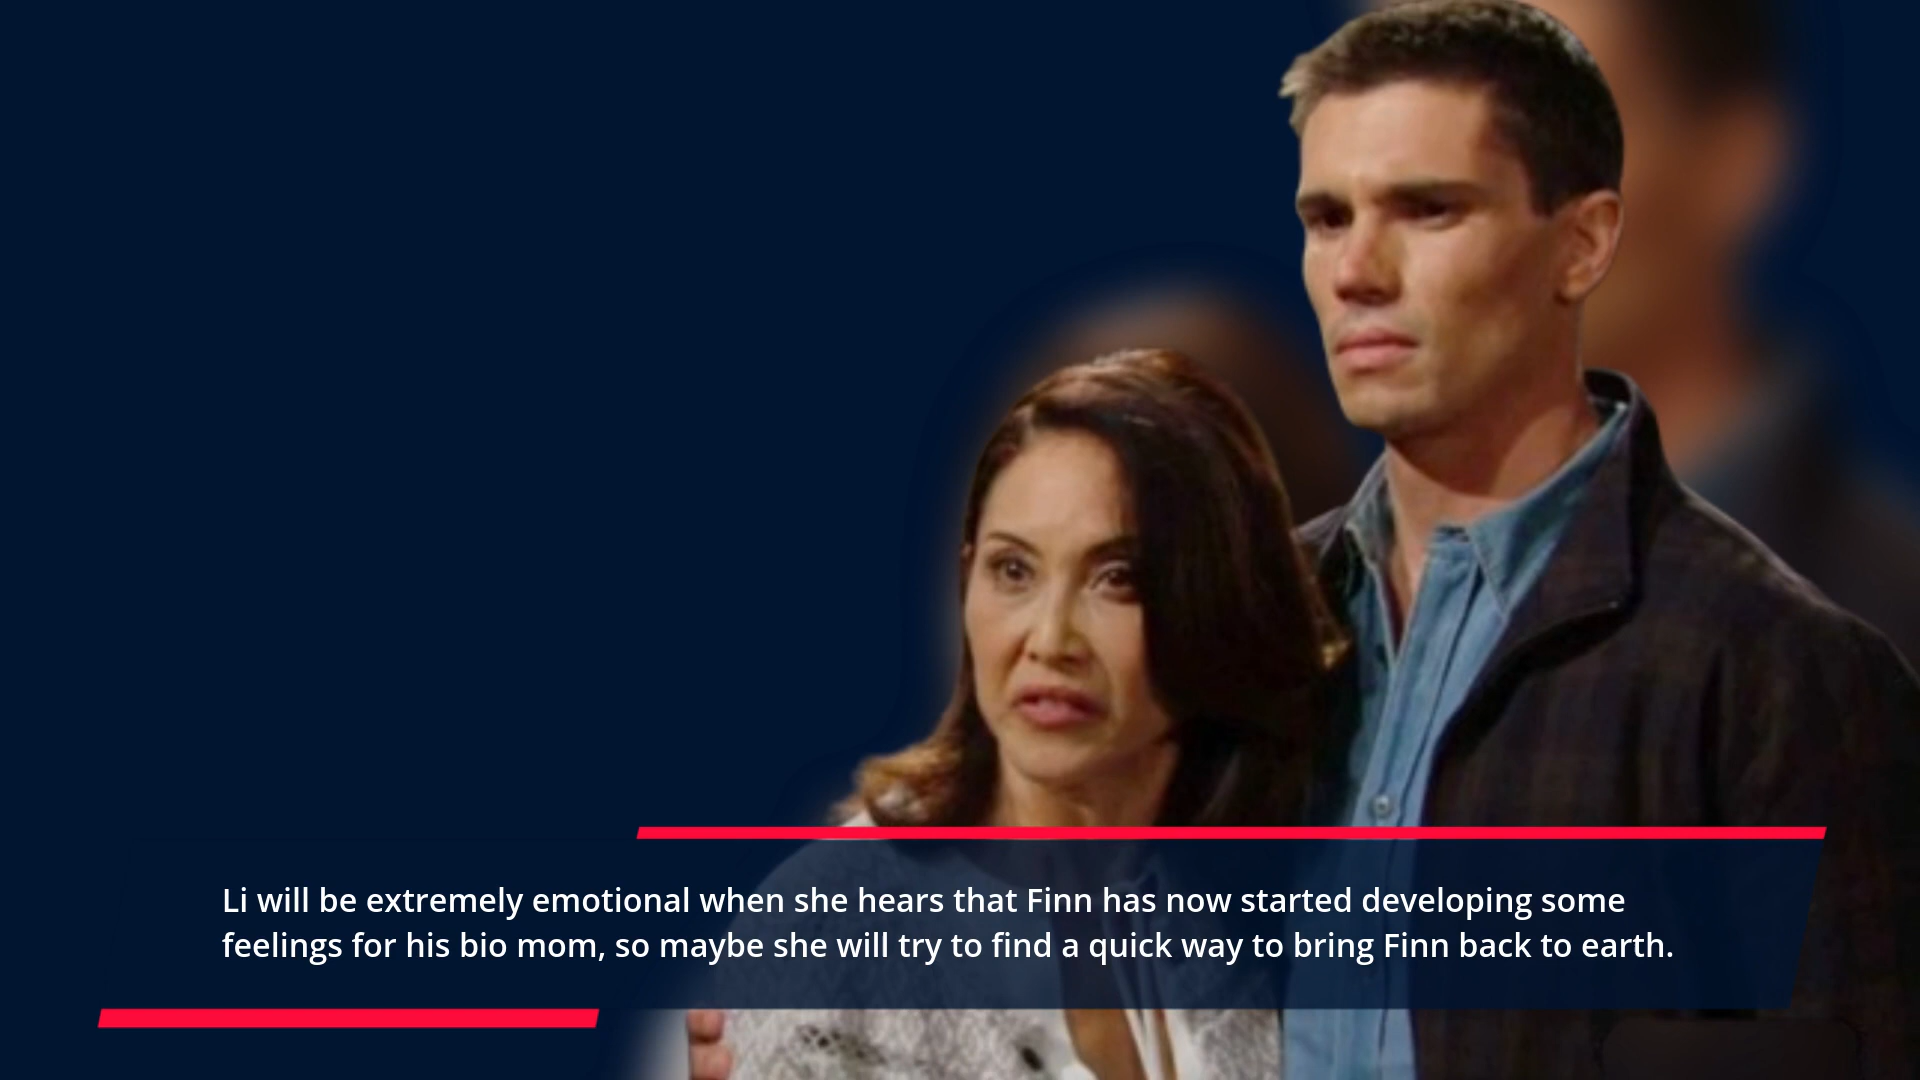 Li will be extremely emotional when she hears that Finn has now started developing some
feelings for his bio mom, so maybe she will try to find a quick way to bring Finn back to earth.